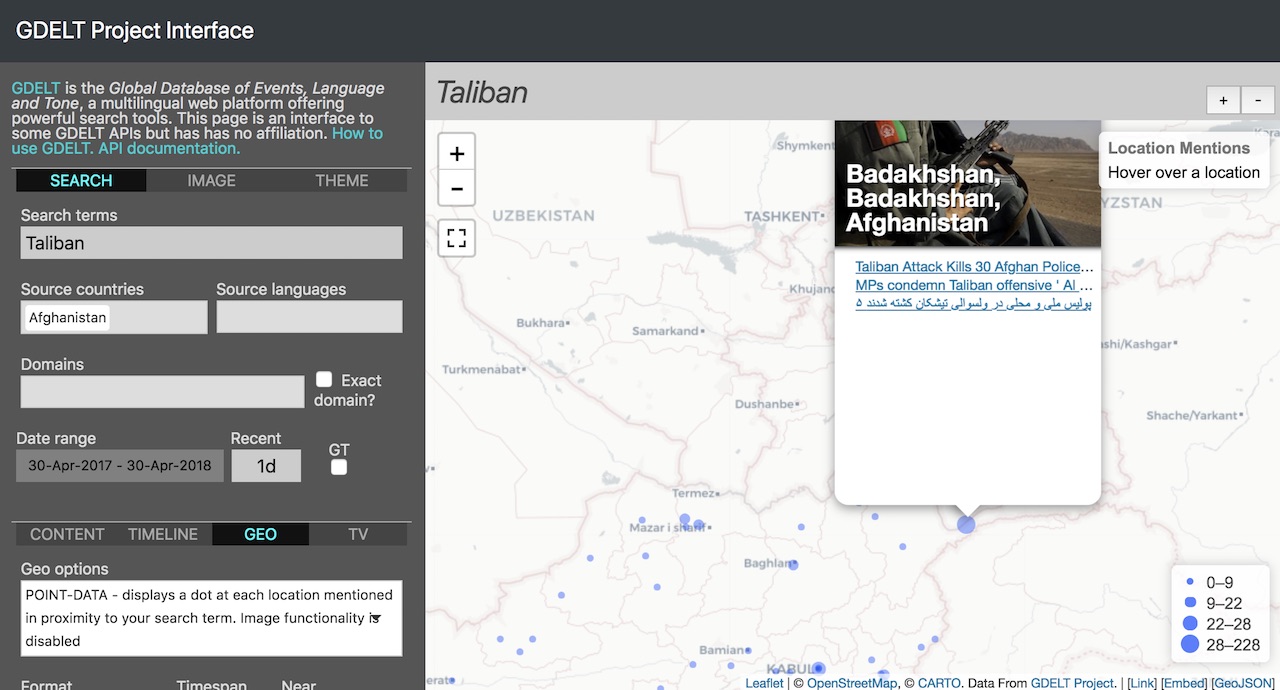 GDELT Project Interface
GDELT is the Global Database of Events, Language
and Tone, a multilingual web platform offering
powerful search tools. This page is an interface to
some GDELT APIs but has has no affiliation. How to
use GDELT. API documentation.
SEARCH IMAGE THEME
Search terms
Taliban
Source countries Source languages
Afghanistan
Domains
Exact
domain?
Date range Recent GT
30-Apr-2017 - 30-Apr-2018 1d
CONTENT TIMELINE GEO TV
Geo options
POINT-DATA - displays a dot at each location mentioned
in proximity to your search term. Image functionality is
disabled
Format Timespan Near
Taliban
+ -
+
−
Badakhshan,
Badakhshan,
Afghanistan
Taliban Attack Kills 30 Afghan Police...
MPs condemn Taliban offensive ' Al ...
۵ پولیس ملی و محلی در ولسوالی تیشکان کشته شدند
Location Mentions
Hover over a location
Shymkent
UZBEKISTAN
TASHKENT
YZSTAN
Khujand
Bukhara
Samarkand
ashi/Kashgar
Turkmenabat
Dushanbe
Shache/Yarkant
Termez
Mazar i sharif
Baghlan
Bamian
KABUL
erat
0–9
9–22
22–28
28–228
Leaflet | © OpenStreetMap, © CARTO. Data From GDELT Project. | [Link] [Embed] [GeoJSON]